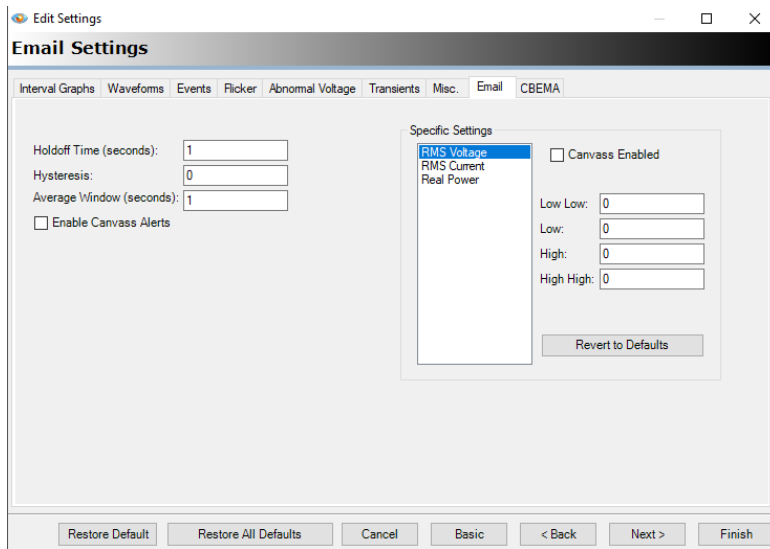 Edit Settings
Email Settings
Interval Graphs Waveforms Events Flicker Abnormal Voltage Transients Misc. Email CBEMA
Holdoff Time (seconds): 1
Hysteresis: 0
Average Window (seconds): 1
Enable Canvass Alerts
Specific Settings
RMS Voltage
RMS Current
Real Power
Canvass Enabled
Low Low: 0
Low: 0
High: 0
High High: 0
Revert to Defaults
Restore Default Restore All Defaults Cancel Basic < Back Next > Finish